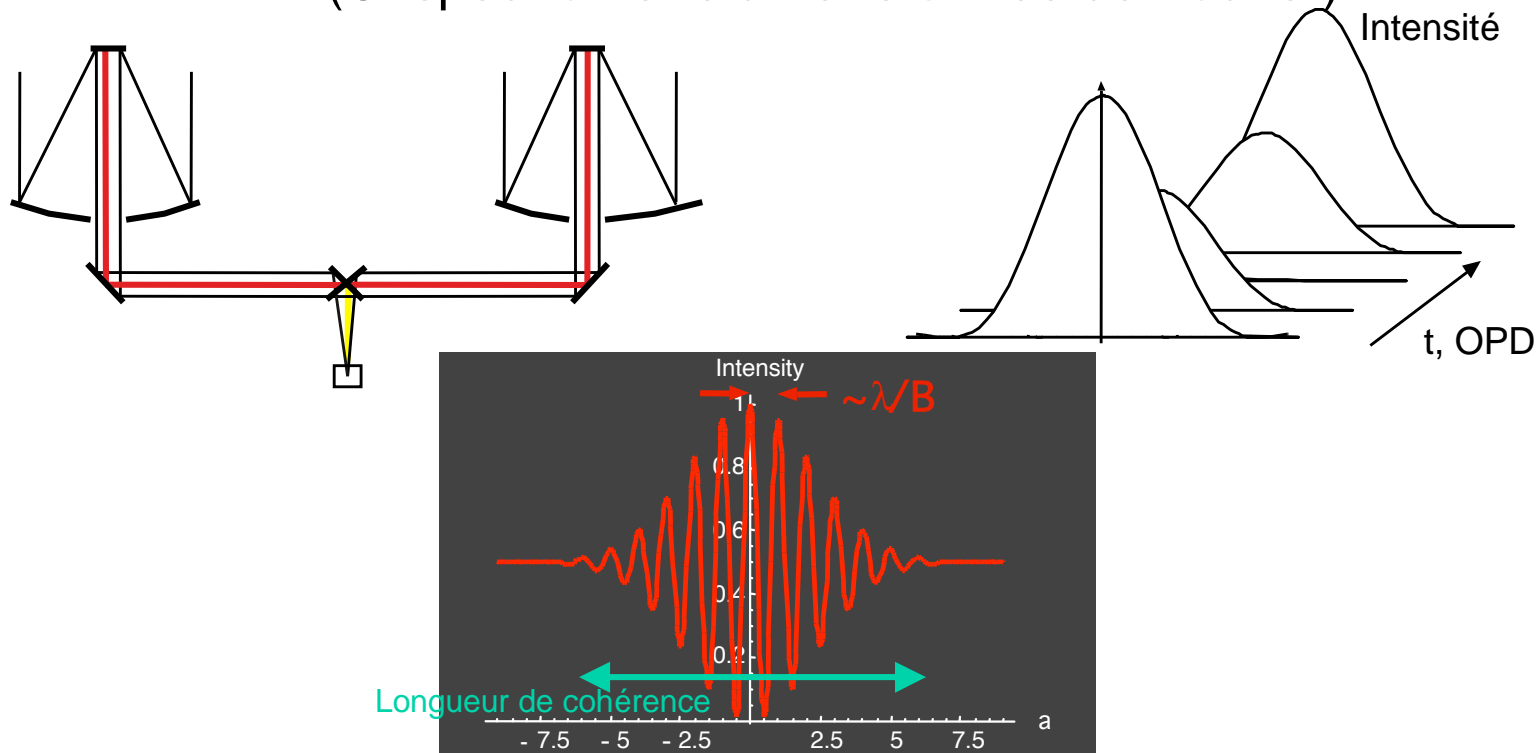 Intensité
t, OPD
Intensity
~λ/B
1
0.8
0.6
0.4
0.2
Longueur de cohérence
a
- 7.5 - 5 - 2.5 2.5 5 7.5